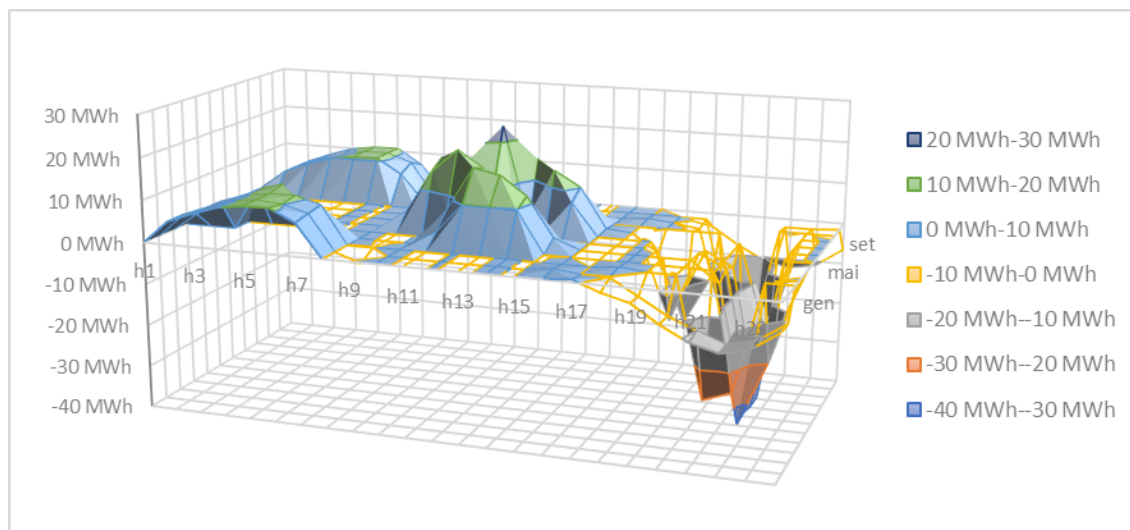 30 MWh
20 MWh
10 MWh
0 MWh
-10 MWh
-20 MWh
-30 MWh
-40 MWh
h1
h3
h5
h7
h9
h11
h13
h15
h17
h19
h21
h23
gen
mai
set
20 MWh-30 MWh
10 MWh-20 MWh
0 MWh-10 MWh
-10 MWh-0 MWh
-20 MWh--10 MWh
-30 MWh--20 MWh
-40 MWh--30 MWh